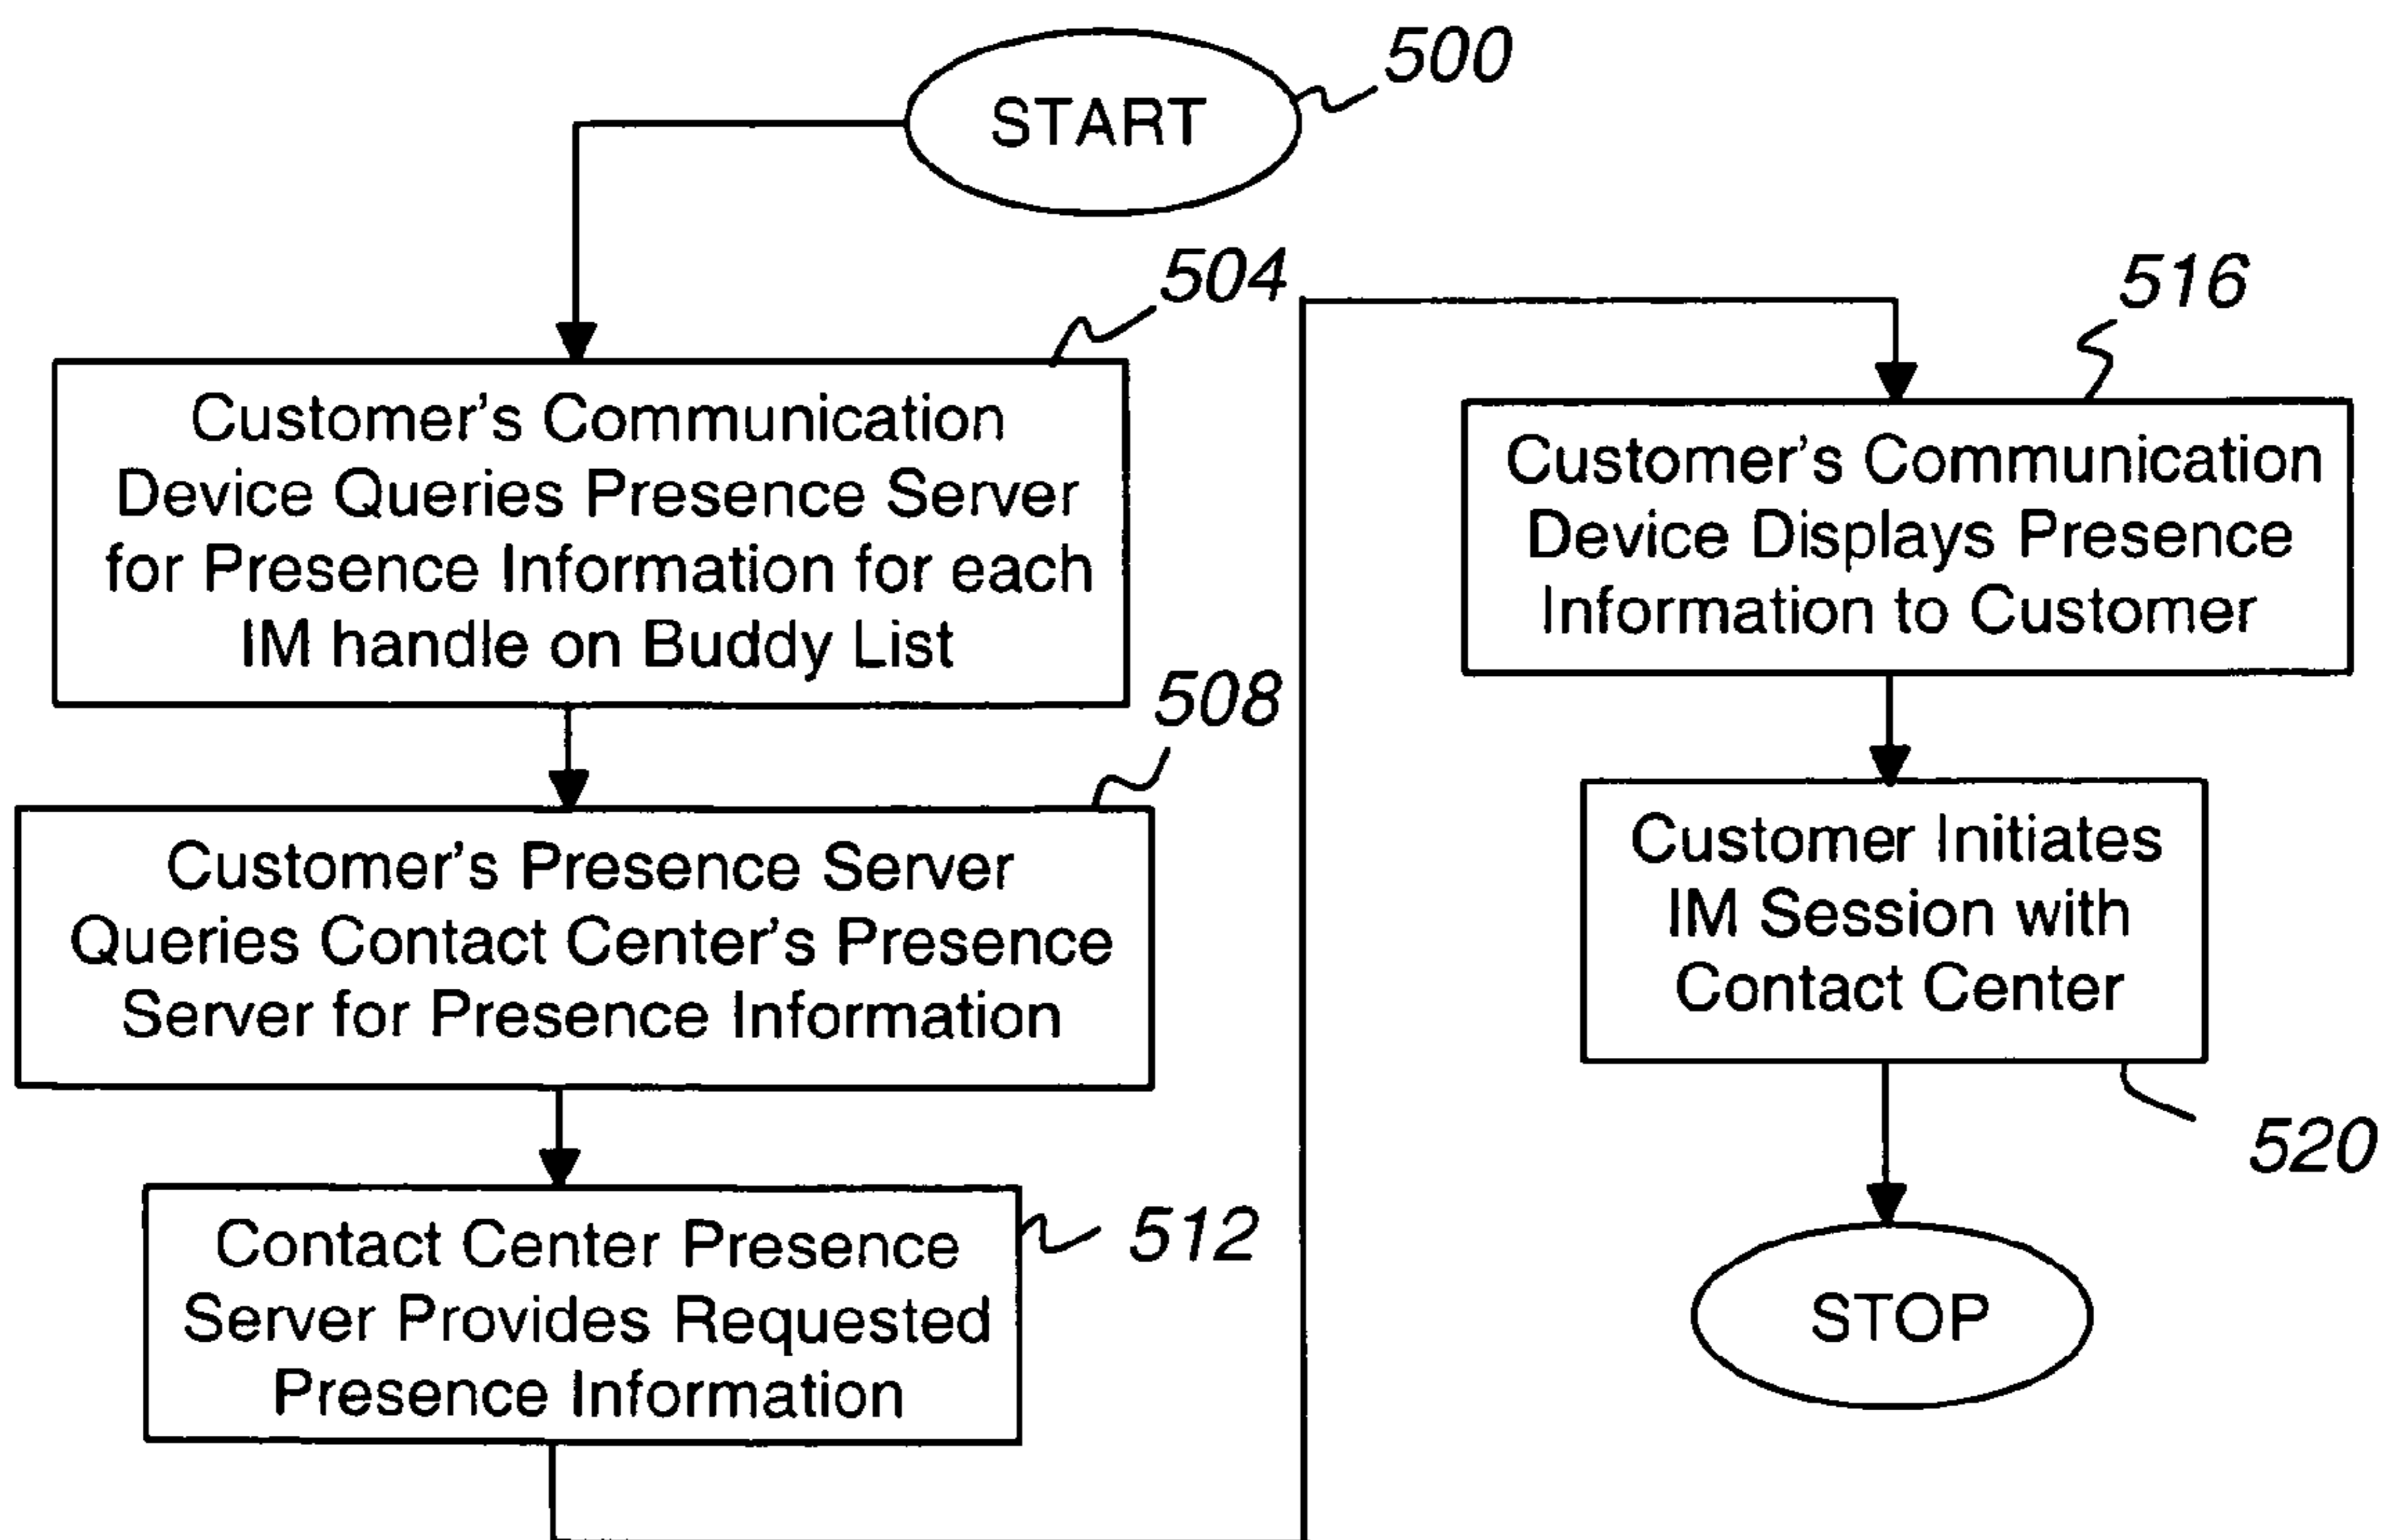 500
START
504
Customer's Communication
Device Queries Presence Server
for Presence Information for each
IM handle on Buddy List
508
Customer's Presence Server
Queries Contact Center's Presence
Server for Presence Information
512
Contact Center Presence
Server Provides Requested
Presence Information
516
Customer's Communication
Device Displays Presence
Information to Customer
Customer Initiates
IM Session with
Contact Center
520
STOP